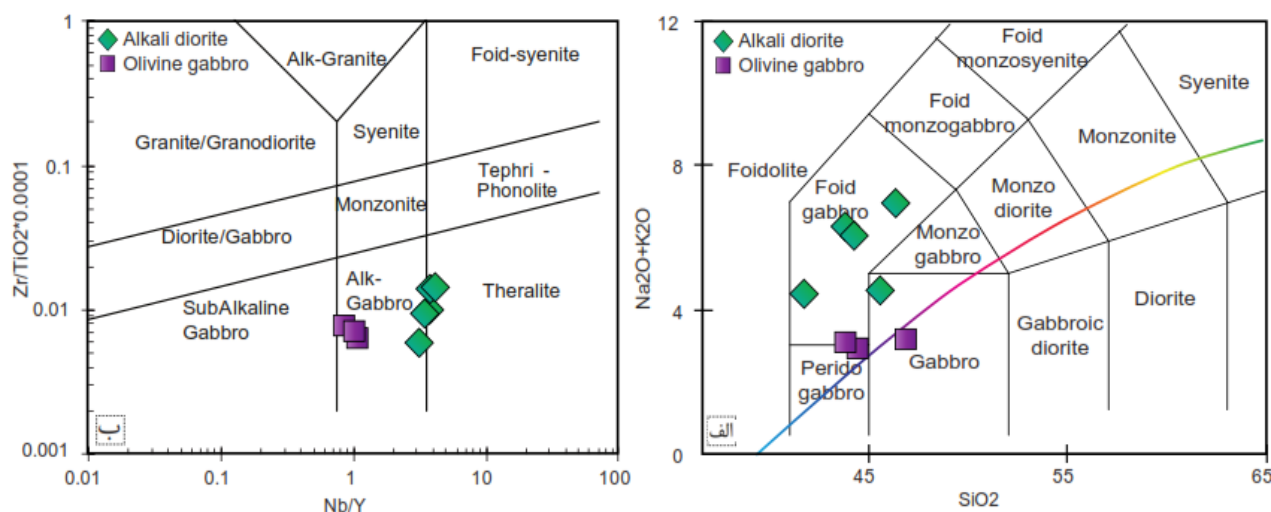 Alkali diorite
Olivine gabbro
Alk-Granite
Foid-syenite
Granite/Granodiorite
Syenite
Tephri -
Phonolite
Monzonite
Diorite/Gabbro
Alk-
Gabbro
Theralite
SubAlkaline
Gabbro
ب
Zr/TiO2*0.0001
1
0.1
0.01
0.001
0.01
0.1
1
10
100
Nb/Y
Alkali diorite
Olivine gabbro
Foid
monzosyenite
Syenite
Foid
monzogabbro
Monzonite
Foidolite
Foid
gabbro
Monzo
diorite
Monzo
gabbro
Diorite
Gabbroic
diorite
Gabbro
Perido
gabbro
الف
Na2O+K2O
12
8
4
0
45
55
65
SiO2